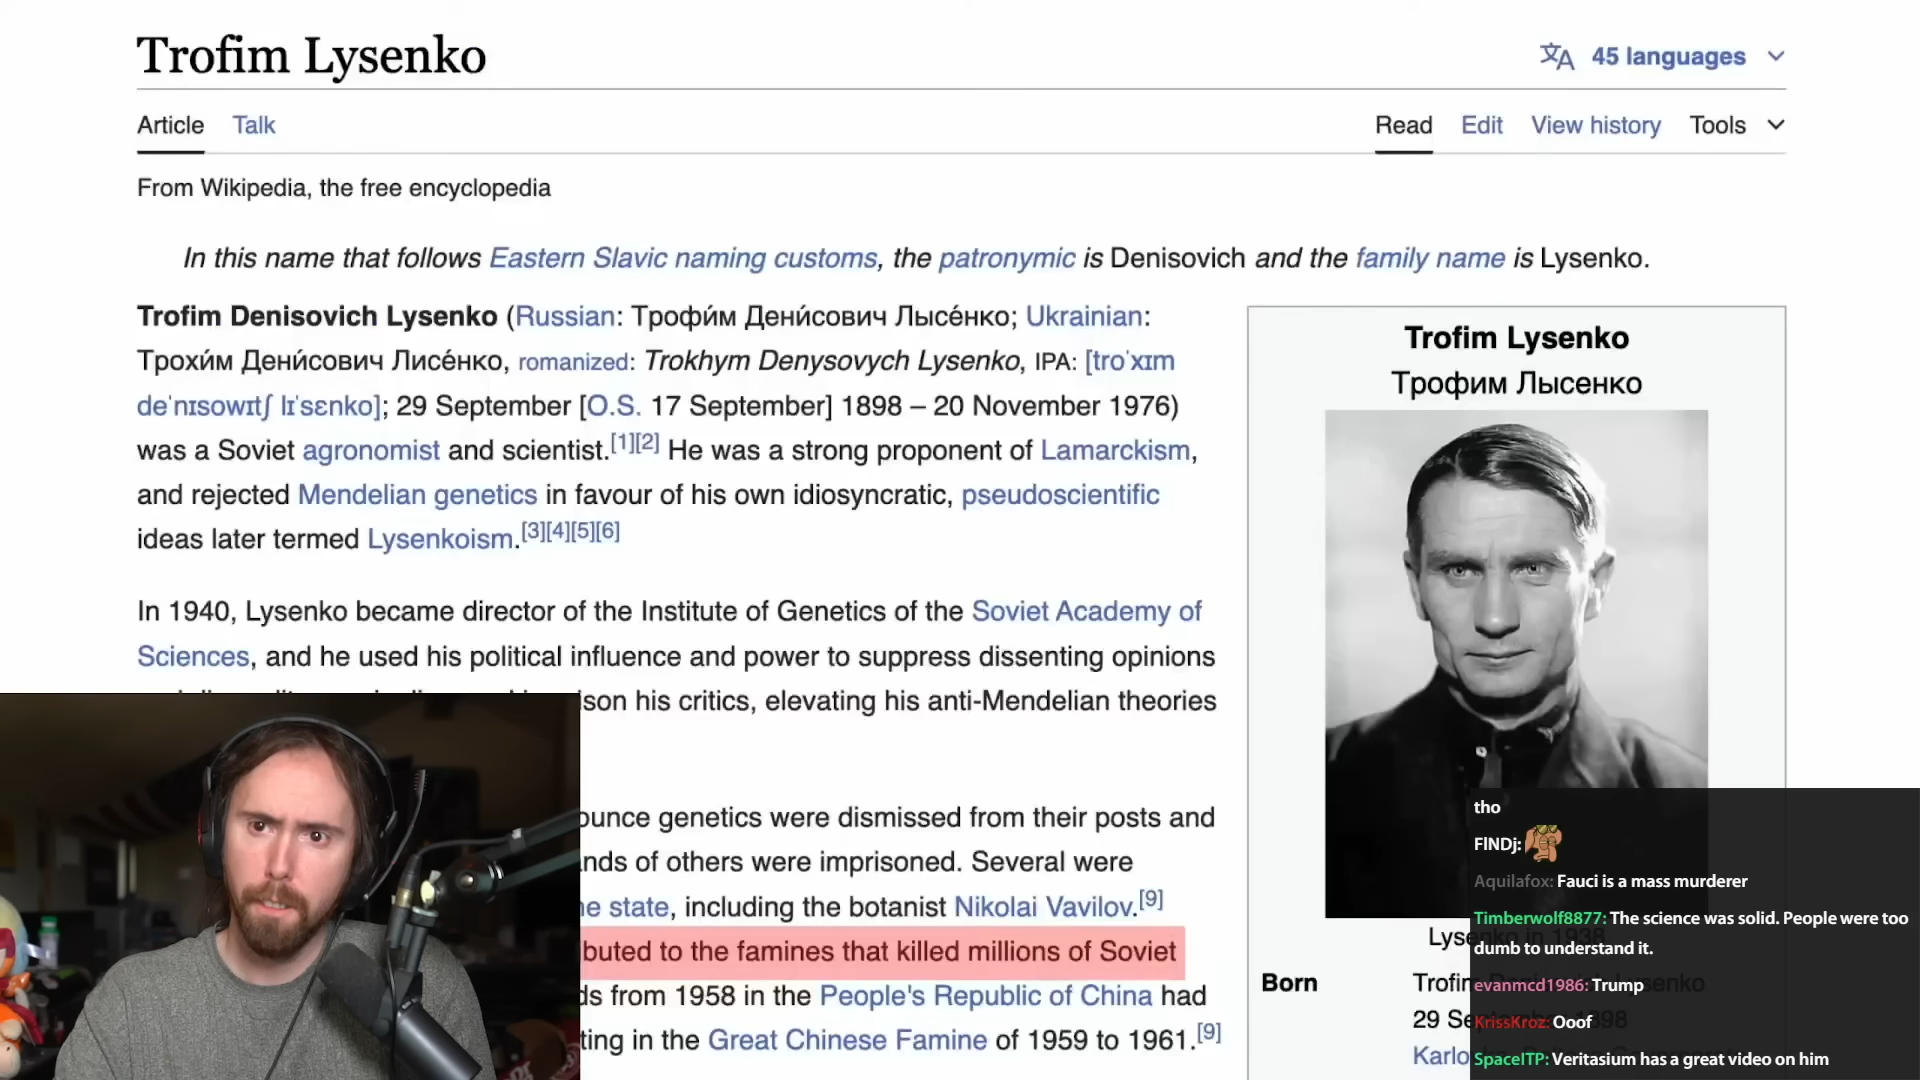 Trofim Lysenko
45 languages
Article Talk
Read Edit View history Tools
From Wikipedia, the free encyclopedia
In this name that follows Eastern Slavic naming customs, the patronymic is Denisovich and the family name is Lysenko.
Trofim Denisovich Lysenko (Russian: Трофи́м Дени́сович Лысе́нко; Ukrainian:
Трохи́м Дени́сович Лисе́нко, romanized: Trokhym Denysovych Lysenko, IPA: [troˈxɪm
deˈnɪsowɪtʃ lɪˈsɛnko]; 29 September [O.S. 17 September] 1898 – 20 November 1976)
was a Soviet agronomist and scientist.[1][2] He was a strong proponent of Lamarckism,
and rejected Mendelian genetics in favour of his own idiosyncratic, pseudoscientific
ideas later termed Lysenkoism.[3][4][5][6]
In 1940, Lysenko became director of the Institute of Genetics of the Soviet Academy of
Sciences, and he used his political influence and power to suppress dissenting opinions
his critics, elevating his anti-Mendelian theories
genetics were dismissed from their posts and
of others were imprisoned. Several were
state, including the botanist Nikolai Vavilov.[9]
to the famines that killed millions of Soviet
from 1958 in the People's Republic of China had
in the Great Chinese Famine of 1959 to 1961.[9]
Trofim Lysenko
Трофим Лысенко
Lysenko in 1938
Born
29
1898
tho
FlNDj:
Aquilafox: Fauci is a mass murderer
Timberwolf8877: The science was solid. People were too
dumb to understand it.
evanmcd1986: Trump
KrissKroz: Ooof
SpaceITP: Veritasium has a great video on him